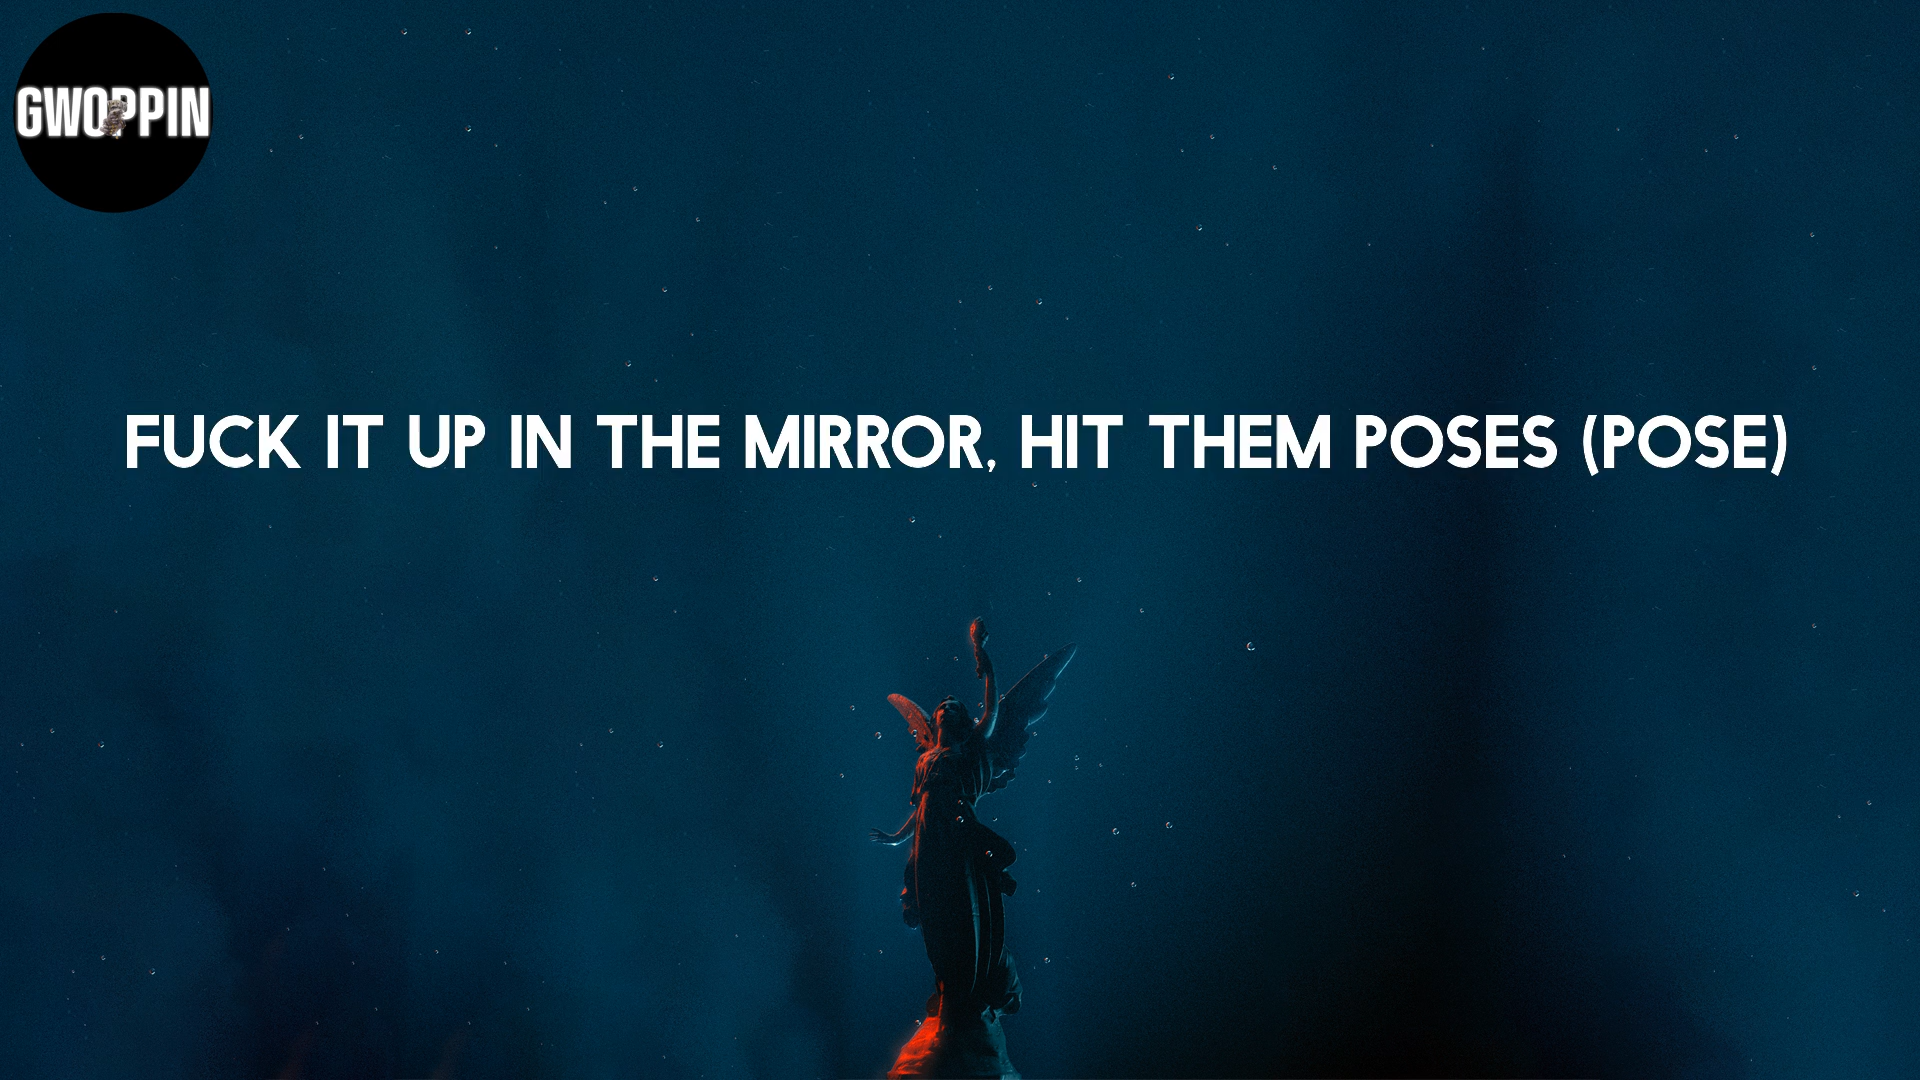 GWOPPIN
FUCK IT UP IN THE MIRROR, HIT THEM POSES (POSE)